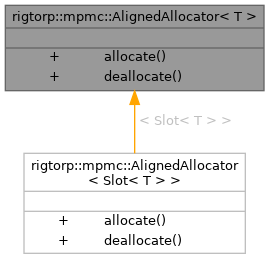 rigtorp::mpmc::AlignedAllocator< T >
+ allocate()
+ deallocate()
< Slot< T > >
rigtorp::mpmc::AlignedAllocator
< Slot< T > >
+ allocate()
+ deallocate()